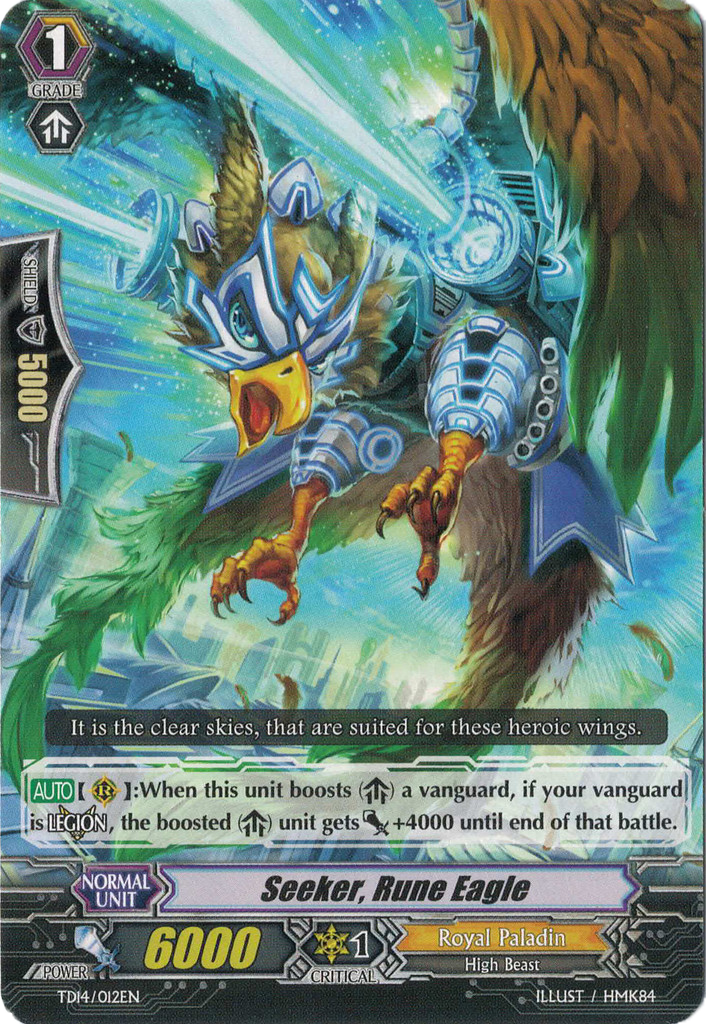 1
GRADE
SHIELD
5000
It is the clear skies, that are suited for these heroic wings.
AUTO【 R 】:When this unit boosts ( ) a vanguard, if your vanguard
is LEGION, the boosted ( ) unit gets +4000 until end of that battle.
NORMAL
UNIT
Seeker, Rune Eagle
POWER
6000
1
CRITICAL
Royal Paladin
High Beast
TD14/012EN
ILLUST / HMK84